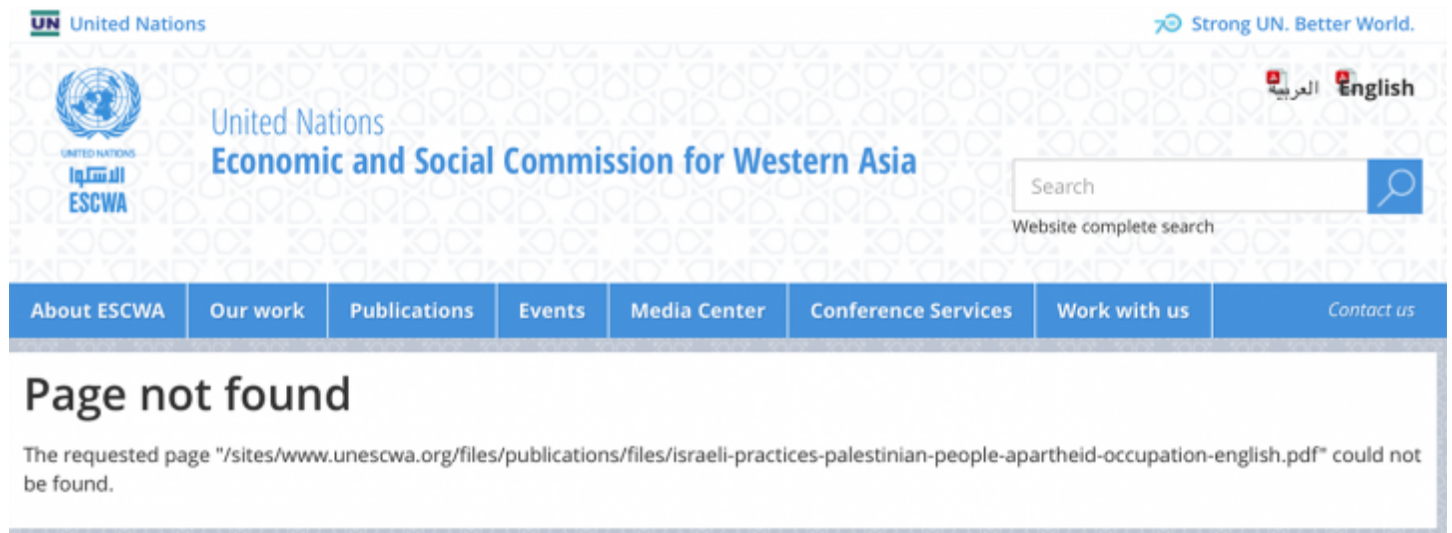 UN United Nations
70 Strong UN. Better World.
العربية English
UNITED NATIONS
الاسكوا
ESCWA
United Nations
Economic and Social Commission for Western Asia
Search
Website complete search
About ESCWA Our work Publications Events Media Center Conference Services Work with us Contact us
Page not found
The requested page "/sites/www.unescwa.org/files/publications/files/israeli-practices-palestinian-people-apartheid-occupation-english.pdf" could not
be found.